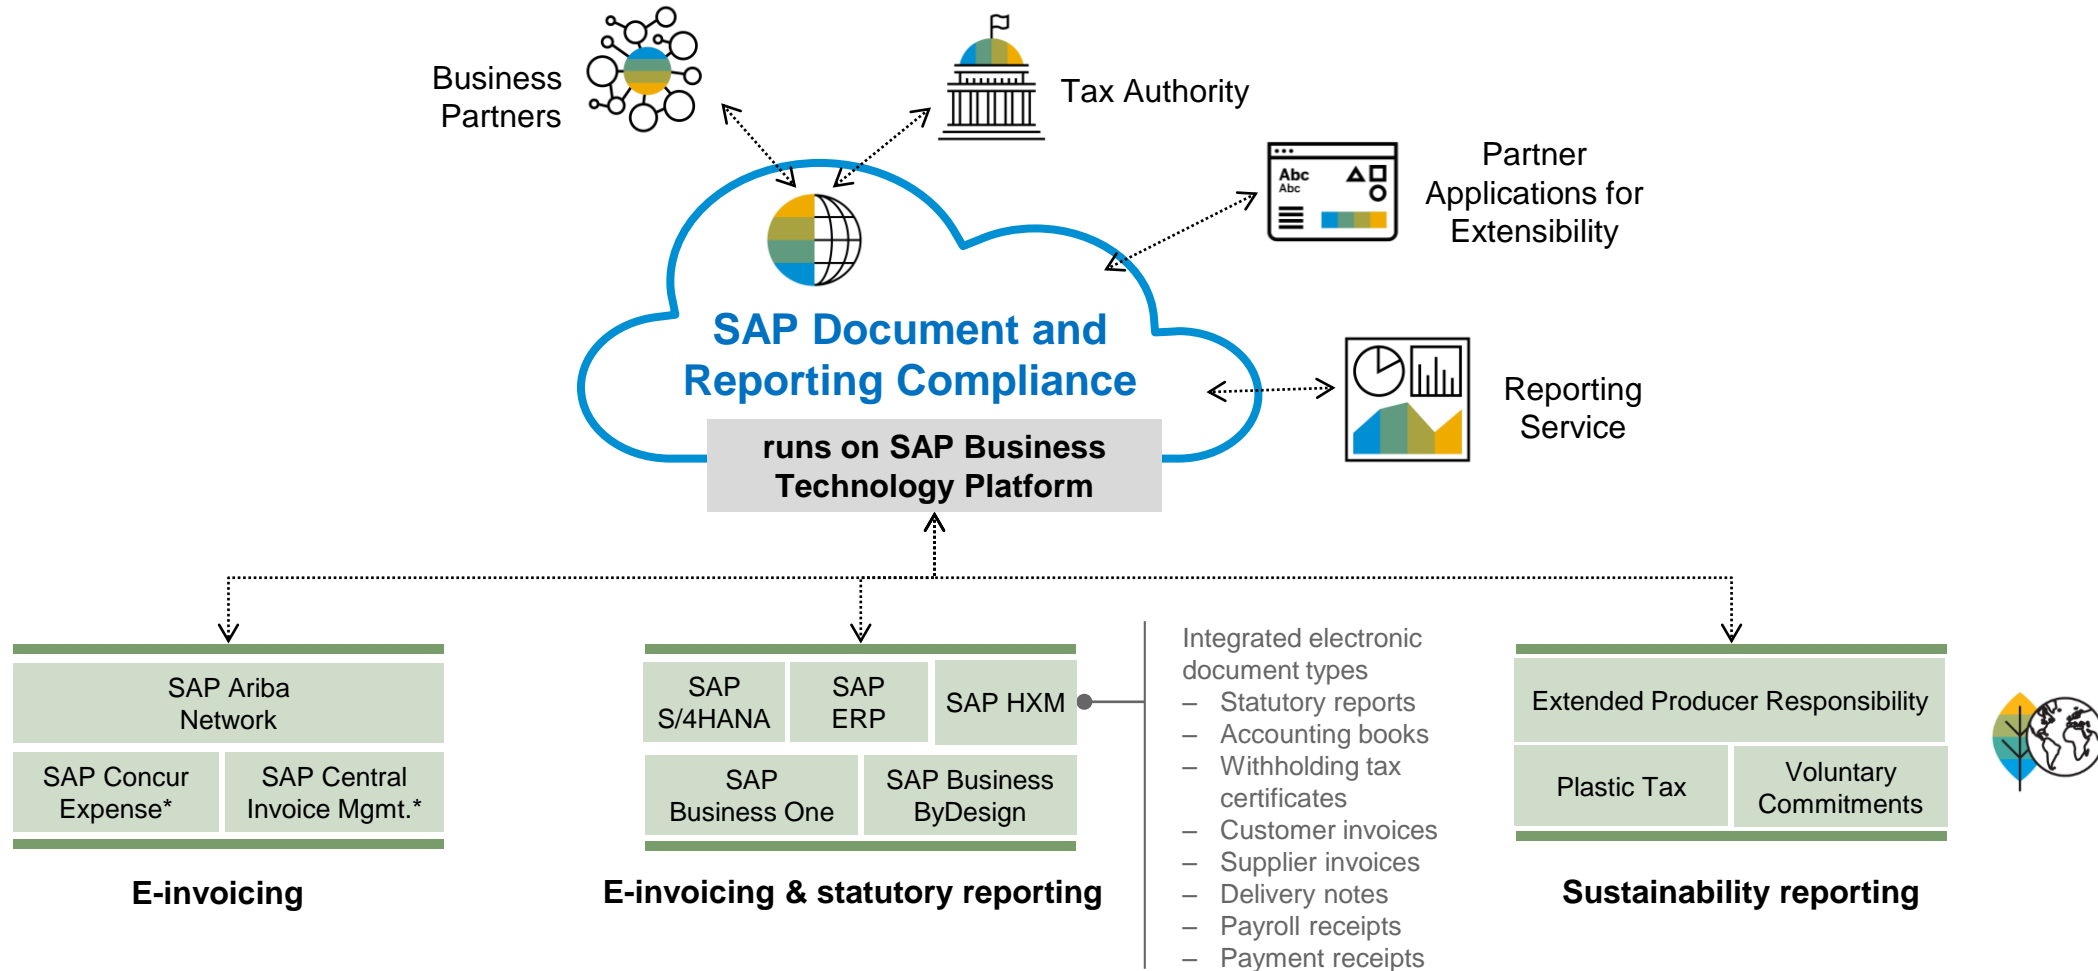 Business
Partners
Tax Authority
Abc
Abc
Partner
Applications for
Extensibility
SAP Document and
Reporting Compliance
runs on SAP Business
Technology Platform
Reporting
Service
SAP Ariba
Network
SAP Concur
Expense*
SAP Central
Invoice Mgmt.*
E-invoicing
SAP
S/4HANA
SAP
ERP
SAP HXM
SAP
Business One
SAP Business
ByDesign
E-invoicing & statutory reporting
Integrated electronic
document types
– Statutory reports
– Accounting books
– Withholding tax
certificates
– Customer invoices
– Supplier invoices
– Delivery notes
– Payroll receipts
– Payment receipts
Extended Producer Responsibility
Plastic Tax
Voluntary
Commitments
Sustainability reporting